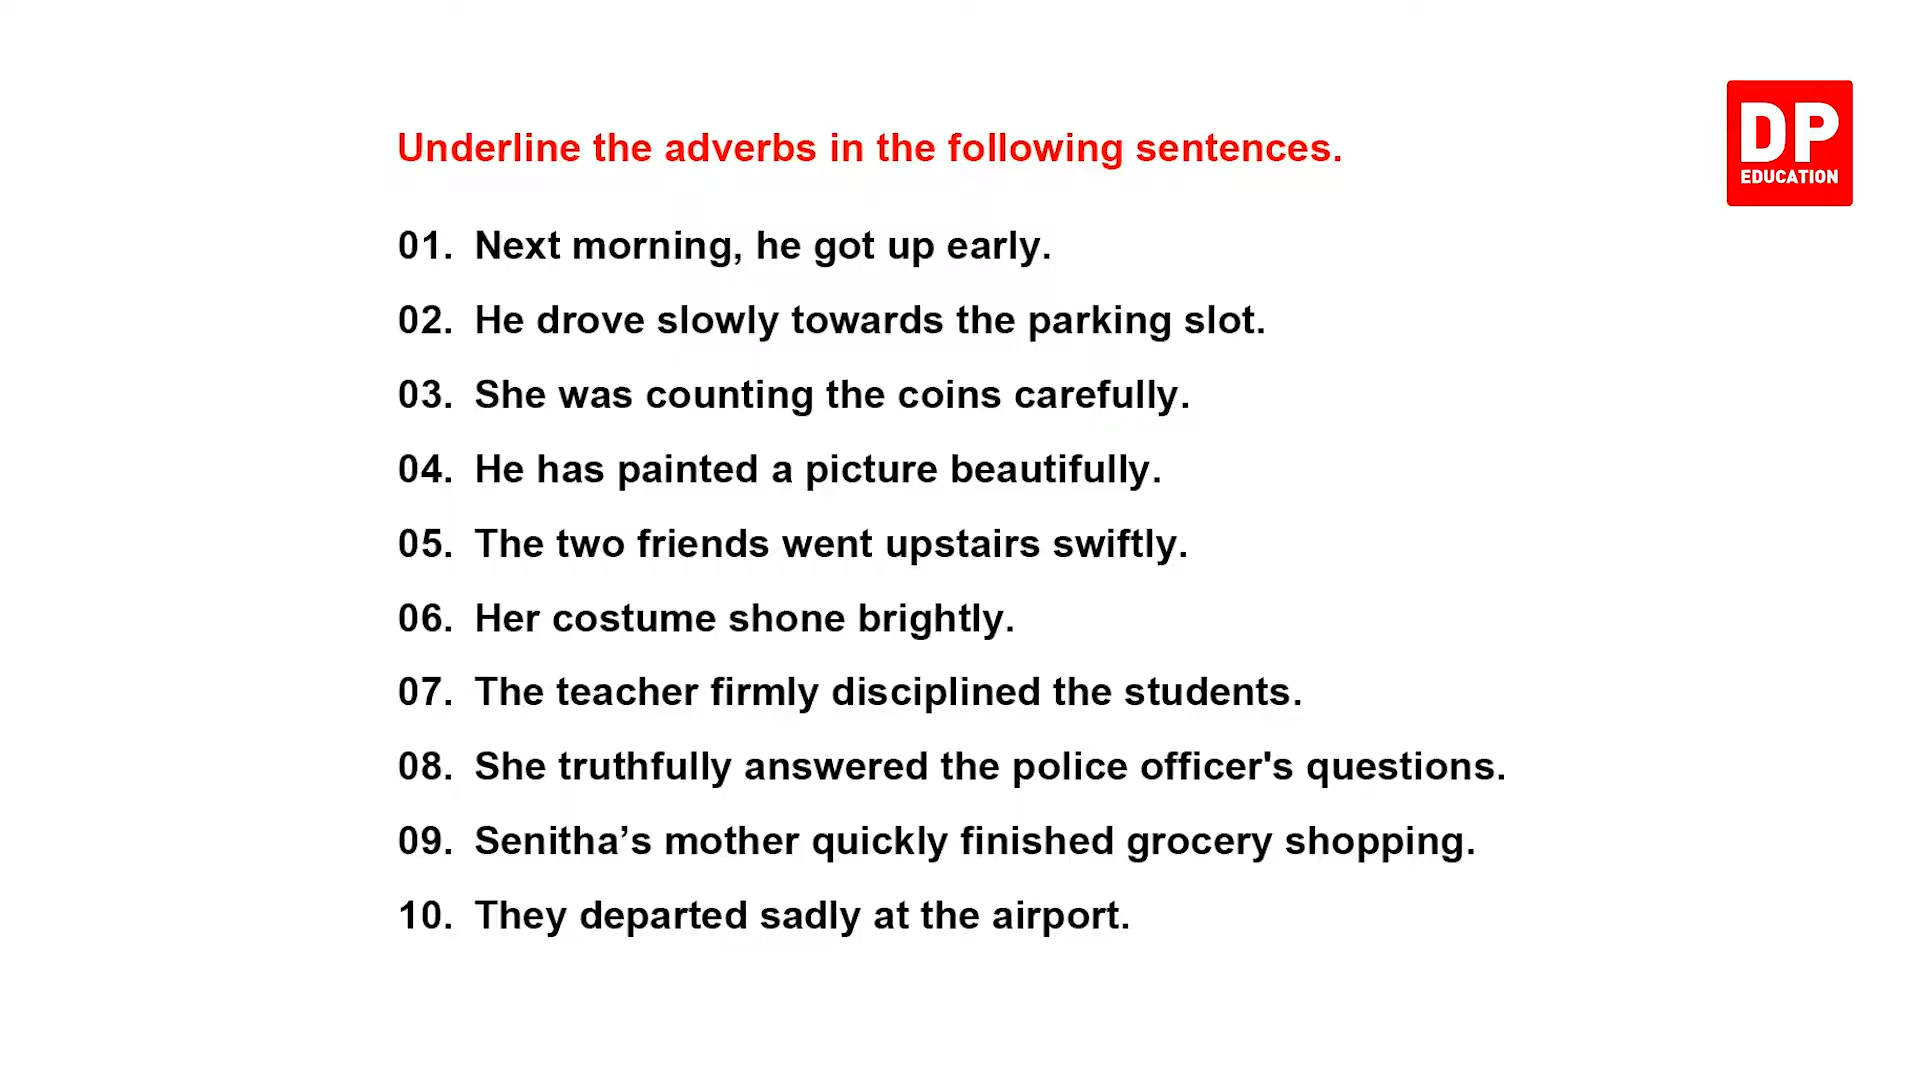 DP
EDUCATION
Underline the adverbs in the following sentences.
01. Next morning, he got up early.
02. He drove slowly towards the parking slot.
03. She was counting the coins carefully.
04. He has painted a picture beautifully.
05. The two friends went upstairs swiftly.
06. Her costume shone brightly.
07. The teacher firmly disciplined the students.
08. She truthfully answered the police officer's questions.
09. Senitha’s mother quickly finished grocery shopping.
10. They departed sadly at the airport.